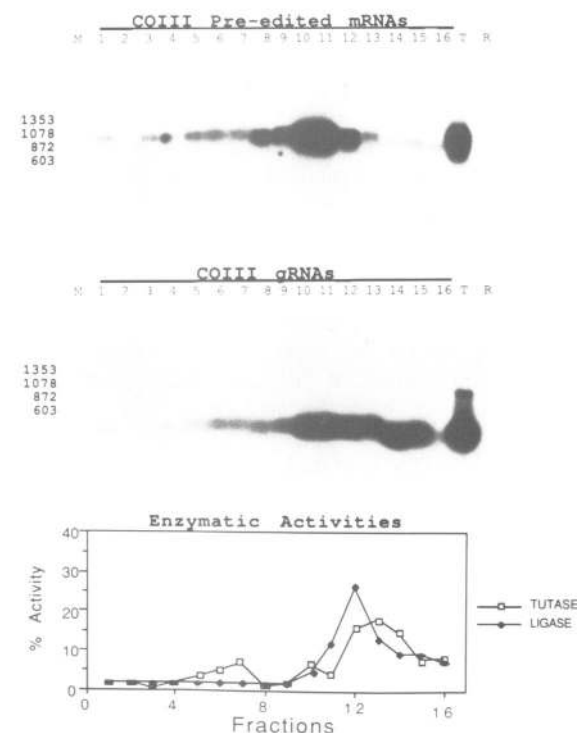 COIII Pre-edited mRNAs
M 1 2 3 4 5 6 7 8 9 10 11 12 13 14 15 16 T R
1353
1078
872
603
COIII gRNAs
M 1 2 3 4 5 6 7 8 9 10 11 12 13 14 15 16 T R
1353
1078
872
603
Enzymatic Activities
40
30
20
10
0
% Activity
0 4 8 12 16
Fractions
TUTASE
LIGASE